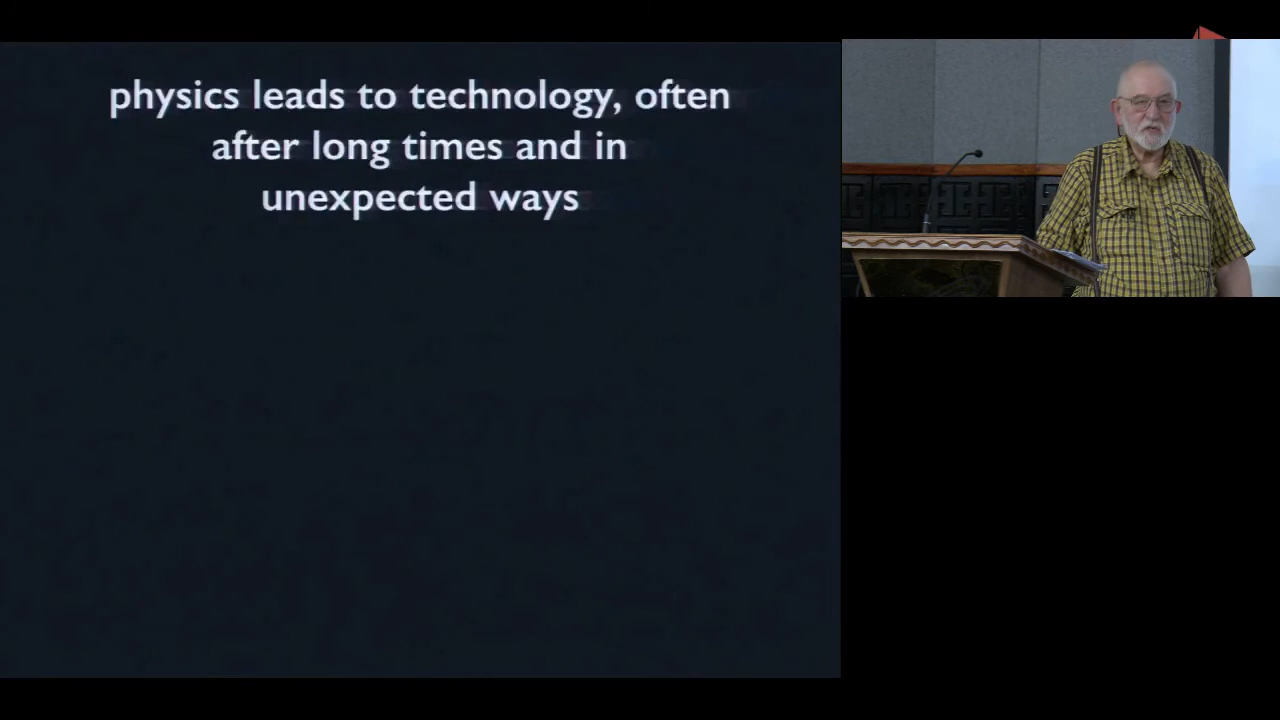 physics leads to technology, often
after long times and in
unexpected ways